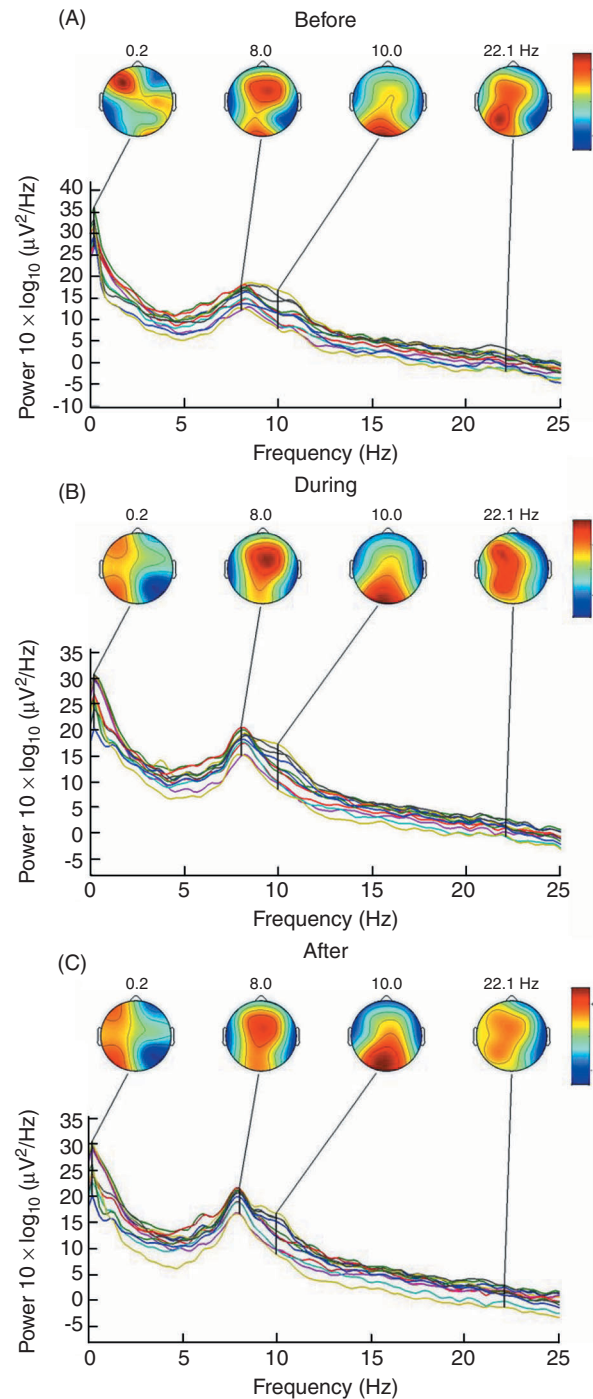 (A) Before
0.2 8.0 10.0 22.1 Hz
Power 10 × log₁₀ (μV²/Hz)
40
35
30
25
20
15
10
5
0
-5
-10
0 5 10 15 20 25
Frequency (Hz)
(B) During
0.2 8.0 10.0 22.1 Hz
Power 10 × log₁₀ (μV²/Hz)
35
30
25
20
15
10
5
0
-5
0 5 10 15 20 25
Frequency (Hz)
(C) After
0.2 8.0 10.0 22.1 Hz
Power 10 × log₁₀ (μV²/Hz)
35
30
25
20
15
10
5
0
-5
0 5 10 15 20 25
Frequency (Hz)